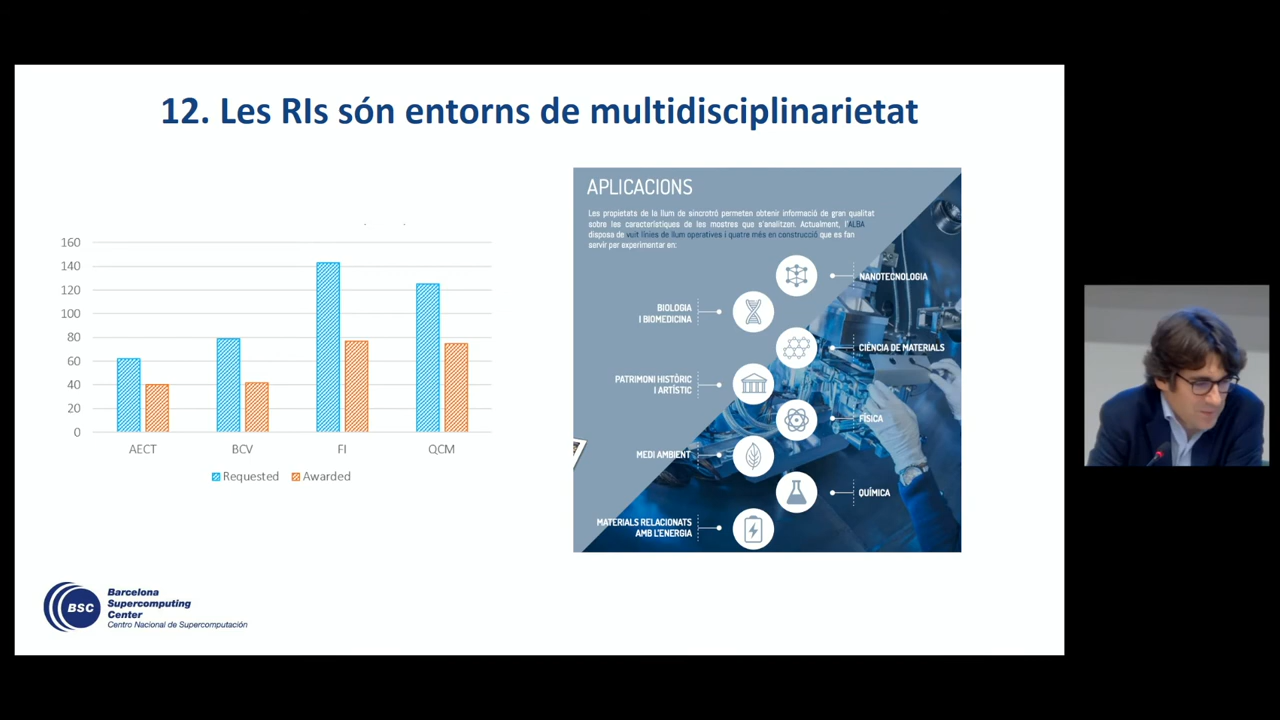 12. Les RIs són entorns de multidisciplinarietat
160
140
120
100
80
60
40
20
0
AECT
BCV
FI
QCM
Requested
Awarded
APLICACIONS
Les propietats de la llum de sincrotró permeten obtenir informació de gran qualitat
sobre les característiques de les mostres que s'analitzen. Actualment, l'ALBA
disposa de vuit línies de llum operatives i quatre més en construcció que es fan
servir per experimentar en:
NANOTECNOLOGIA
BIOLOGIA
I BIOMEDICINA
CIÈNCIA DE MATERIALS
PATRIMONI HISTÒRIC
I ARTÍSTIC
FÍSICA
MEDI AMBIENT
QUÍMICA
MATERIALS RELACIONATS
AMB L'ENERGIA
BSC
Barcelona
Supercomputing
Center
Centro Nacional de Supercomputación